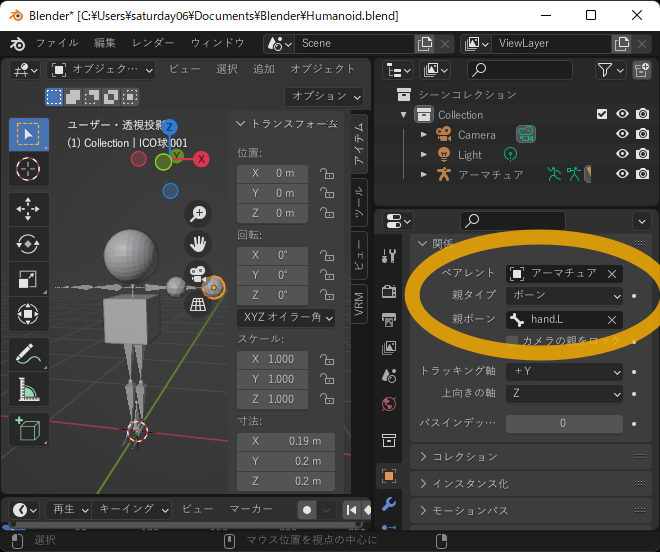 Blender* [C:¥Users¥saturday06¥Documents¥Blender¥Humanoid.blend]
ファイル 編集 レンダー ウィンドウ Scene ViewLayer
オブジェク… ビュー 選択 追加 オブジェクト
オプション
ユーザー・透視投影
(1) Collection | ICO球.001
Z
Y
X
トランスフォーム
位置:
X 0 m
Y 0 m
Z 0 m
回転:
X 0°
Y 0°
Z 0°
XYZ オイラー角
スケール:
X 1.000
Y 1.000
Z 1.000
寸法:
X 0.19 m
Y 0.2 m
Z 0.2 m
アイテム
ツール
ビュー
VRM
シーンコレクション
Collection
Camera
Light
アーマチュア
関係
ペアレント アーマチュア
親タイプ ボーン
親ボーン hand.L
カメラの親をロック
トラッキング軸 +Y
上向きの軸 Z
パスインデッ… 0
コレクション
インスタンス化
モーションパス
再生 キーイング ビュー マーカー
選択 マウス位置を視点の中心に